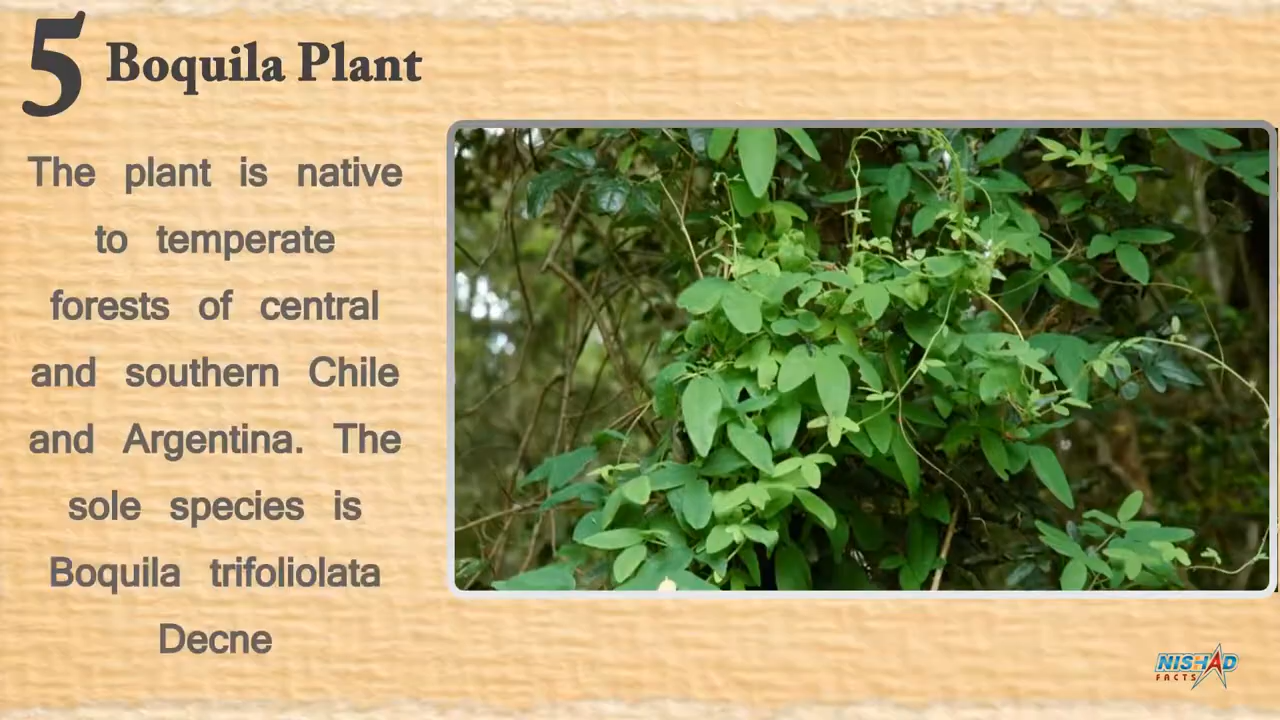 5 Boquila Plant
The plant is native
to temperate
forests of central
and southern Chile
and Argentina. The
sole species is
Boquila trifoliolata
Decne
NISHAD
FACTS